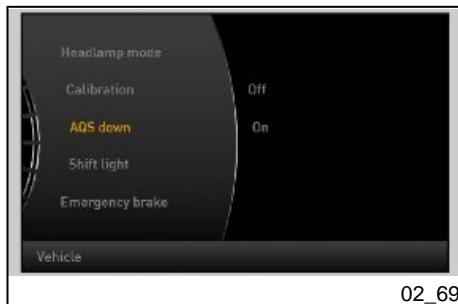 Headlamp mode
Calibration
Off
AQS down
On
Shift light
Emergency brake
Vehicle
02_69